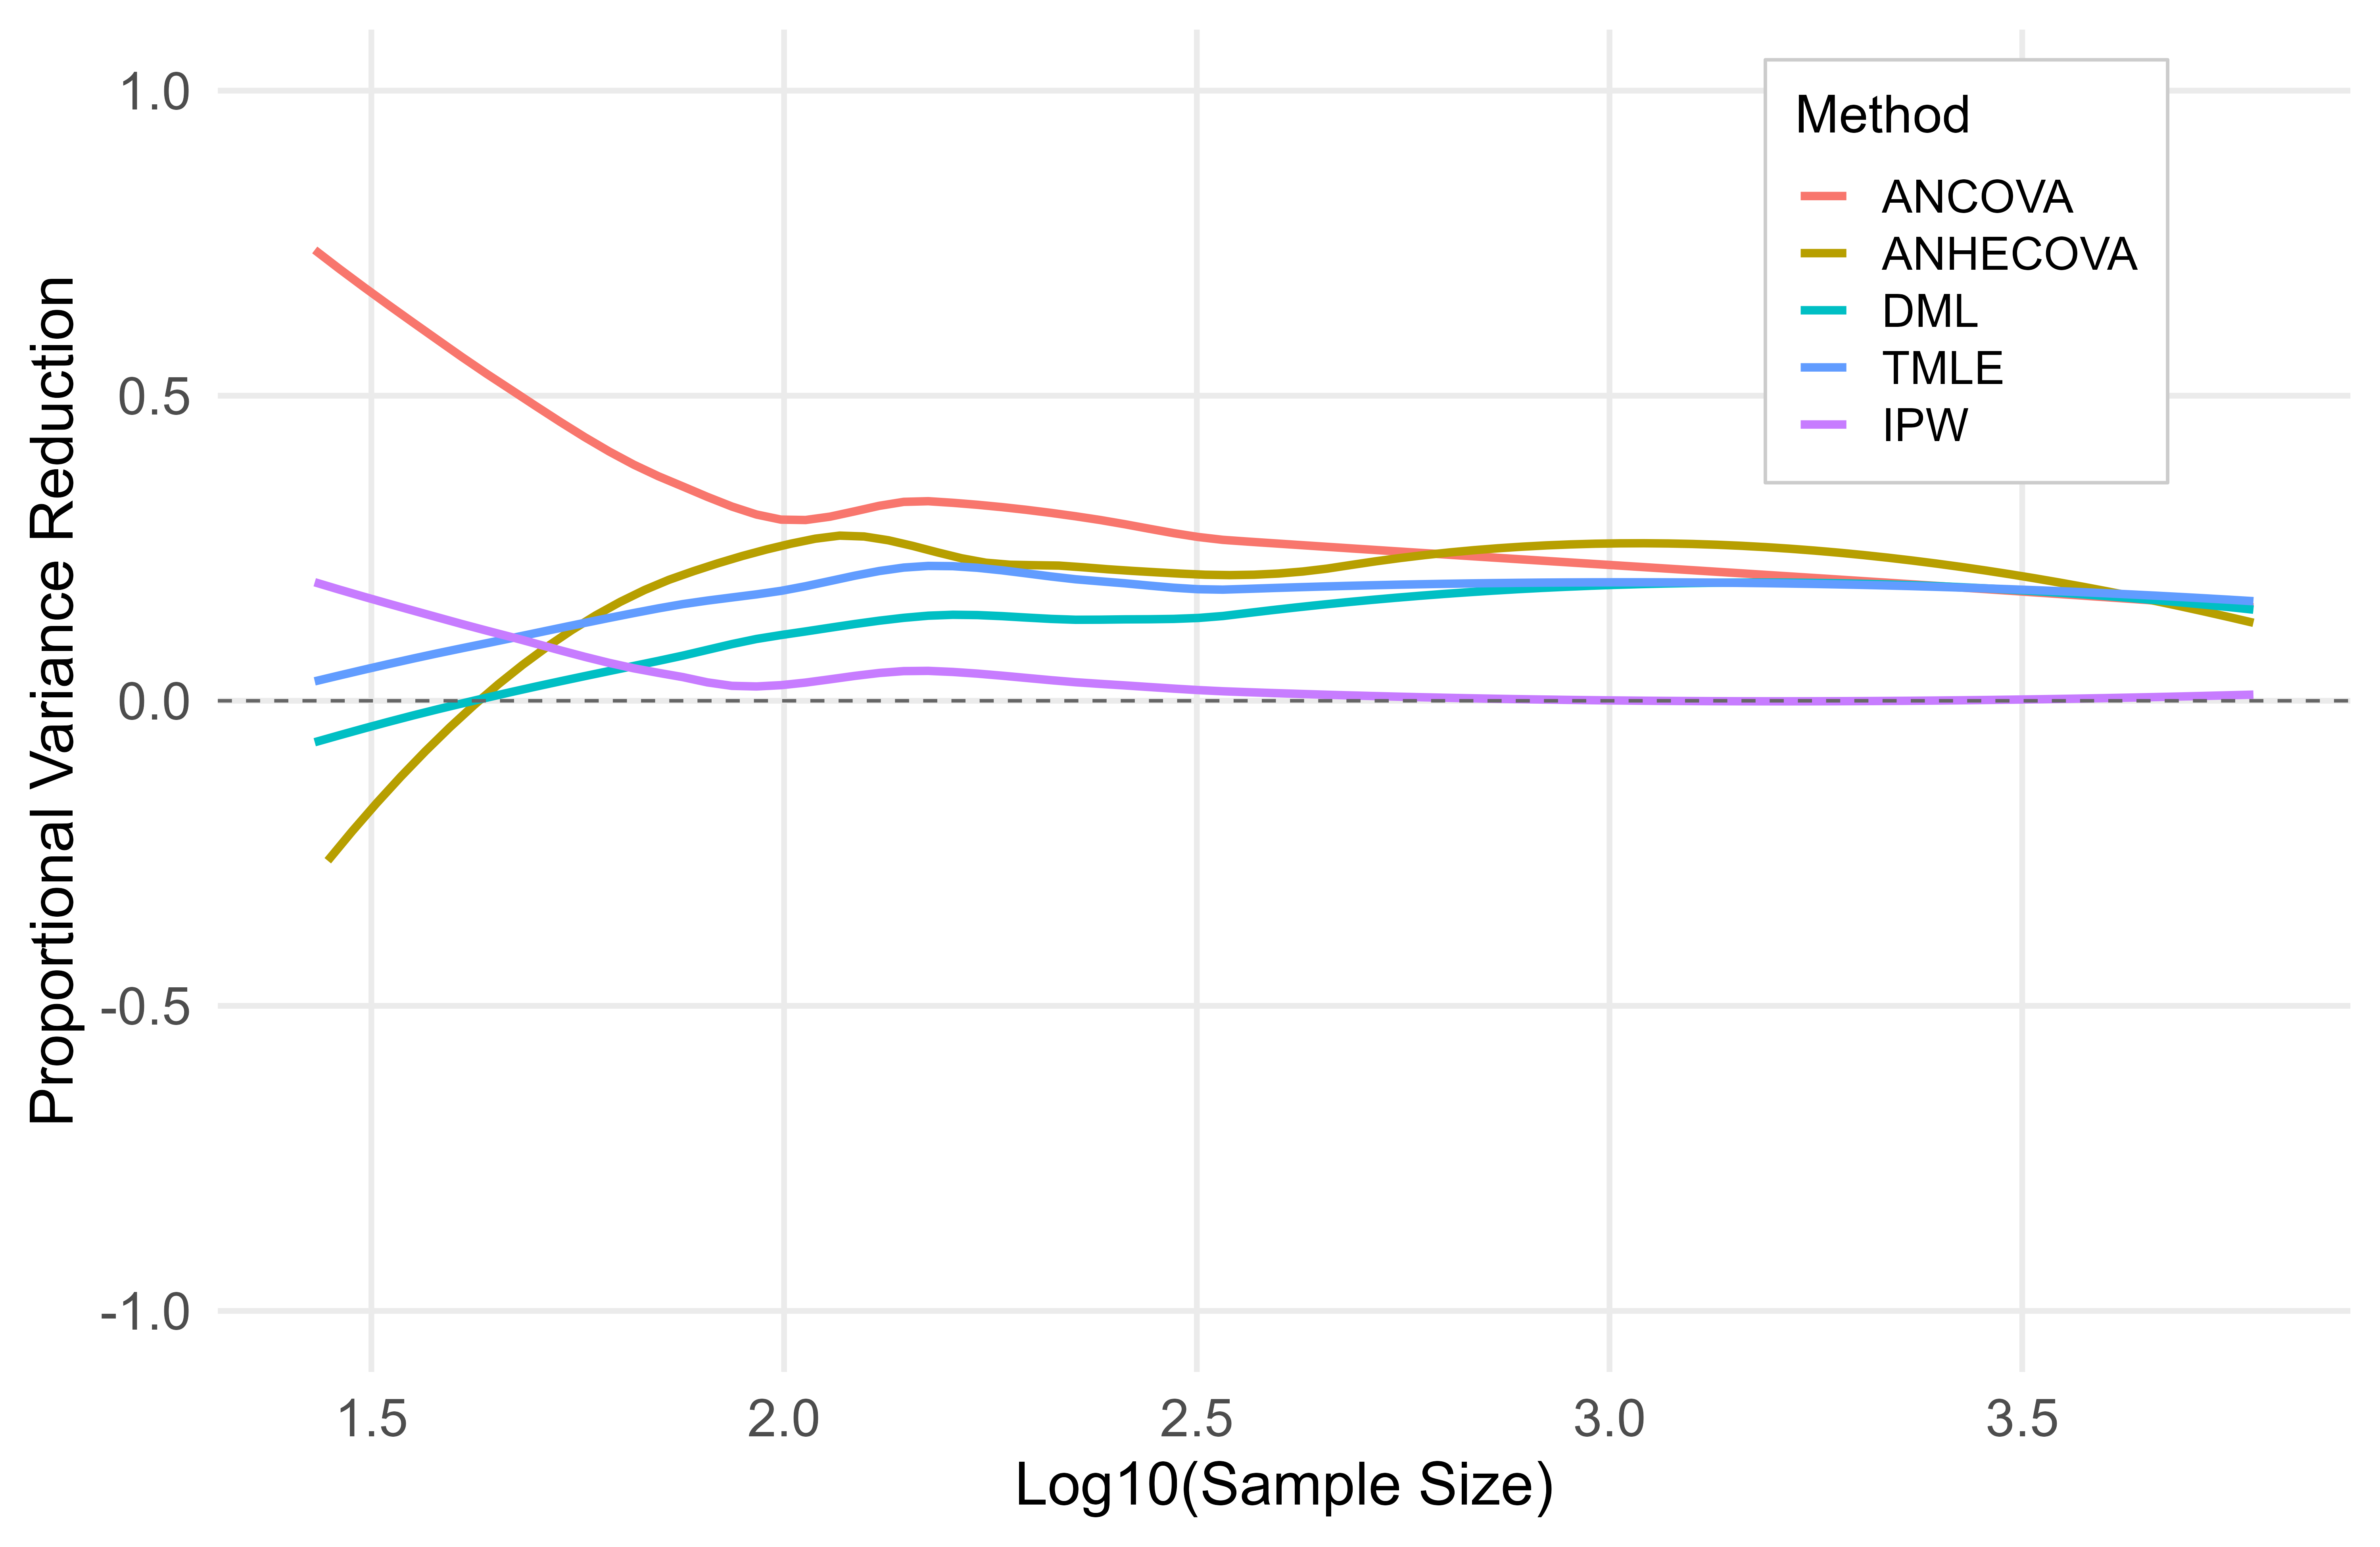 Proportional Variance Reduction
1.0
0.5
0.0
-0.5
-1.0
Method
ANCOVA
ANHECOVA
DML
TMLE
IPW
1.5 2.0 2.5 3.0 3.5
Log10(Sample Size)